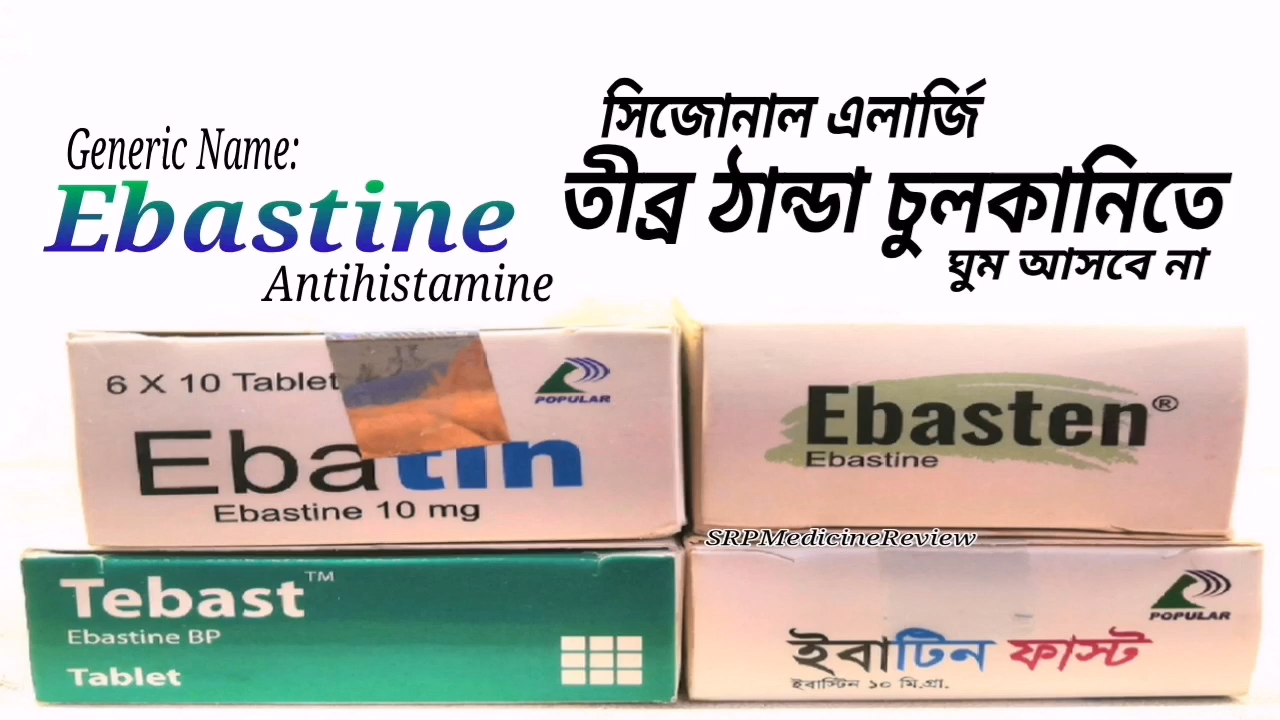 Generic Name:
Ebastine
Antihistamine
সিজোনাল এলার্জি
তীব্র ঠান্ডা চুলকানিতে
ঘুম আসবে না
6 X 10 Tablet
POPULAR
Ebatin
Ebastine 10 mg
Ebasten®
Ebastine
SRPMedicineReview
Tebast™
Ebastine BP
Tablet
POPULAR
ইবাটিন ফাস্ট
ইবাস্টিন ১০ মি.গ্রা.